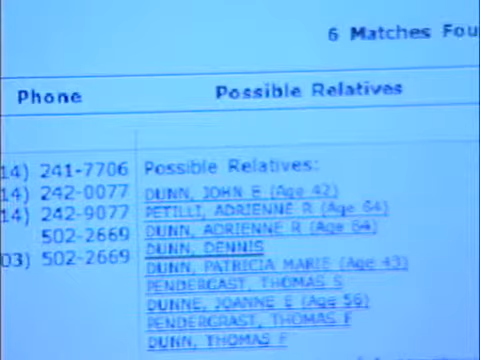 6 Matches Fou
Phone Possible Relatives
14) 241-7706 Possible Relatives:
14) 242-0077 DUNN, JOHN E (Age 42)
14) 242-9077 PETILLI, ADRIENNE R (Age 64)
502-2669 DUNN, ADRIENNE R (Age 64)
03) 502-2669 DUNN, DENNIS
DUNN, PATRICIA MARIE (Age 43)
PENDERGAST, THOMAS S
DUNNE, JOANNE E (Age 56)
PENDERGRAST, THOMAS F
DUNN, THOMAS F